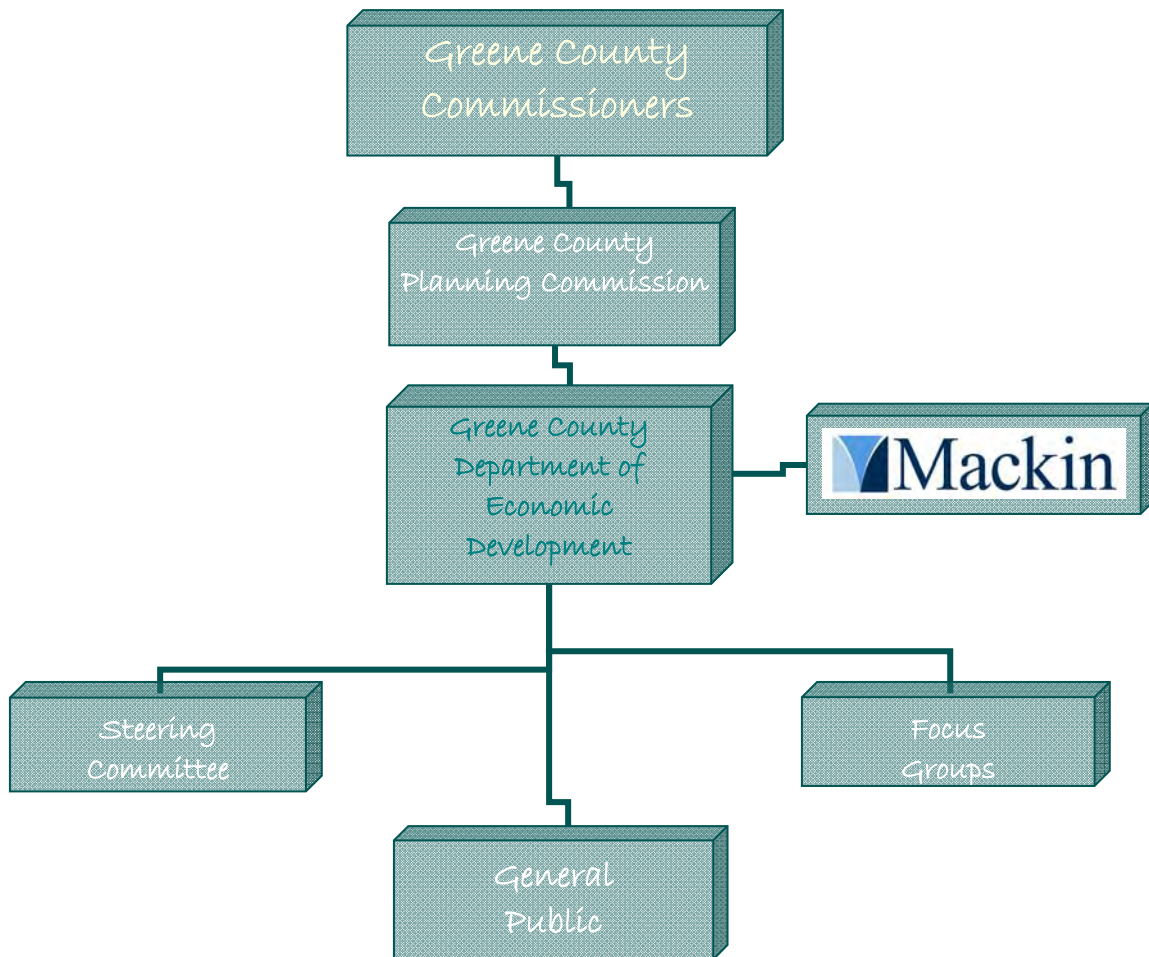 Greene County
Commissioners
Greene County
Planning Commission
Greene County
Department of
Economic
Development
Mackin
Steering
Committee
Focus
Groups
General
Public